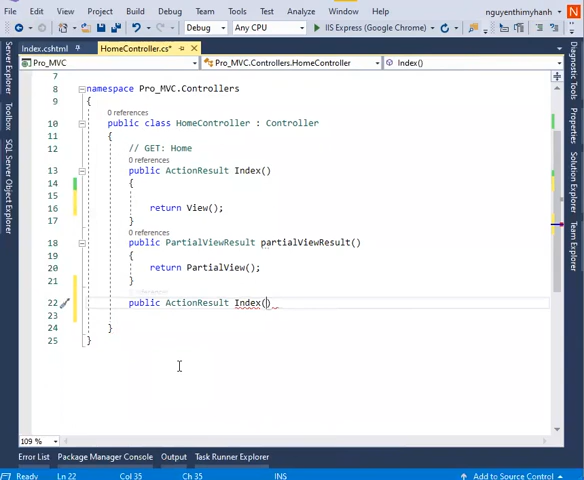 File Edit View Project Build Debug Team Tools Architecture Test Analyze Window Help nguyenthimyhanh
Debug Any CPU IIS Express (Google Chrome)
Index.cshtml HomeController.cs*
Pro_MVC Pro_MVC.Controllers.HomeController Index()
Server Explorer
Toolbox
SQL Server Object Explorer
7
8 namespace Pro_MVC.Controllers
9 {
0 references
10 public class HomeController : Controller
11 {
12 // GET: Home
0 references
13 public ActionResult Index()
14 {
15
16 return View();
17 }
0 references
18 public PartialViewResult partialViewResult()
19 {
20 return PartialView();
21 }
22 public ActionResult Index()
23
24 }
25 }
Diagnostic Tools
Properties
Solution Explorer
Team Explorer
109 %
Error List Package Manager Console Output Task Runner Explorer
Ready Ln 22 Col 35 Ch 35 INS Add to Source Control